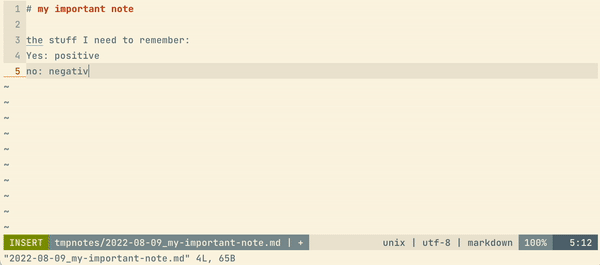 1 # my important note
2
3 the stuff I need to remember:
4 Yes: positive
5 no: negativ
~
~
~
~
~
~
~
~
~
~
INSERT tmpnotes/2022-08-09_my-important-note.md | + unix | utf-8 | markdown 100% 5:12
"2022-08-09_my-important-note.md" 4L, 65B